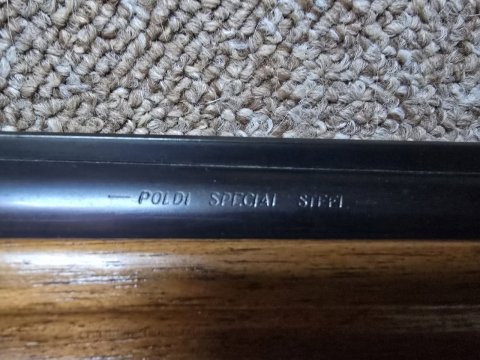 — POLDI SPECIAL STEEL